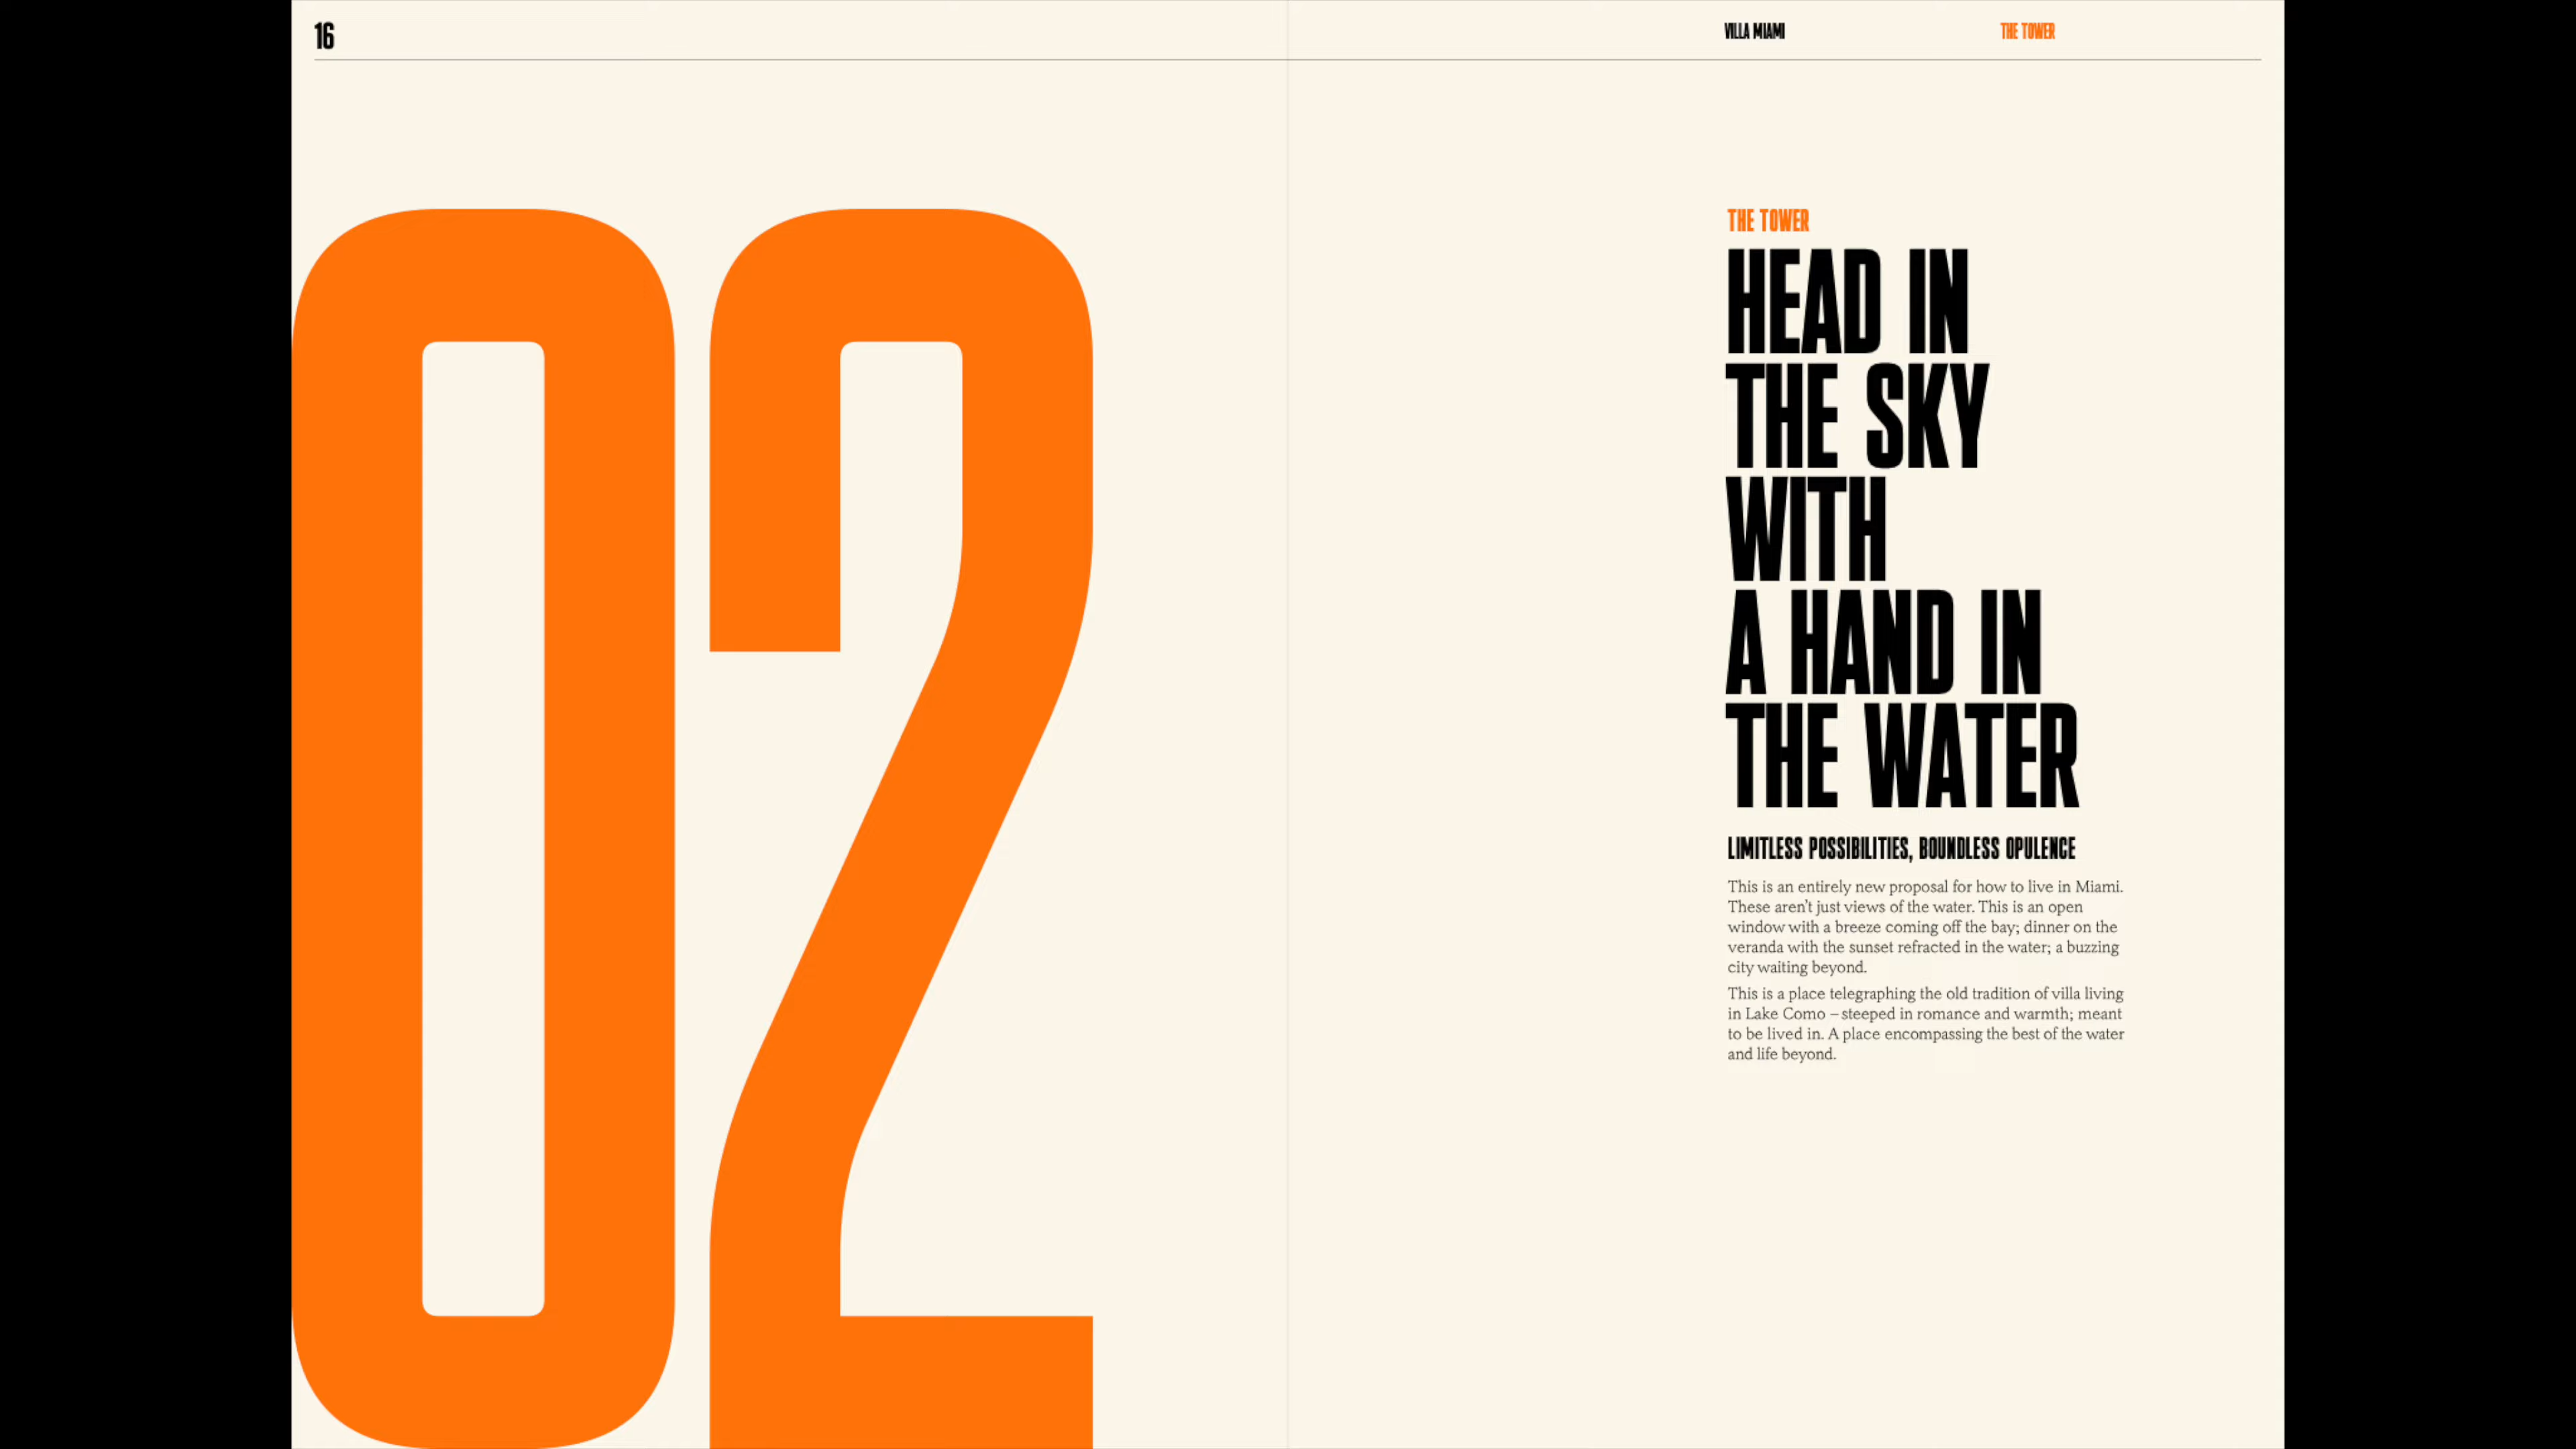 16
VILLA MIAMI
THE TOWER
02
THE TOWER
HEAD IN
THE SKY
WITH
A HAND IN
THE WATER
LIMITLESS POSSIBILITIES, BOUNDLESS OPULENCE
This is an entirely new proposal for how to live in Miami.
These aren't just views of the water. This is an open
window with a breeze coming off the bay; dinner on the
veranda with the sunset refracted in the water; a buzzing
city waiting beyond.
This is a place telegraphing the old tradition of villa living
in Lake Como – steeped in romance and warmth; meant
to be lived in. A place encompassing the best of the water
and life beyond.